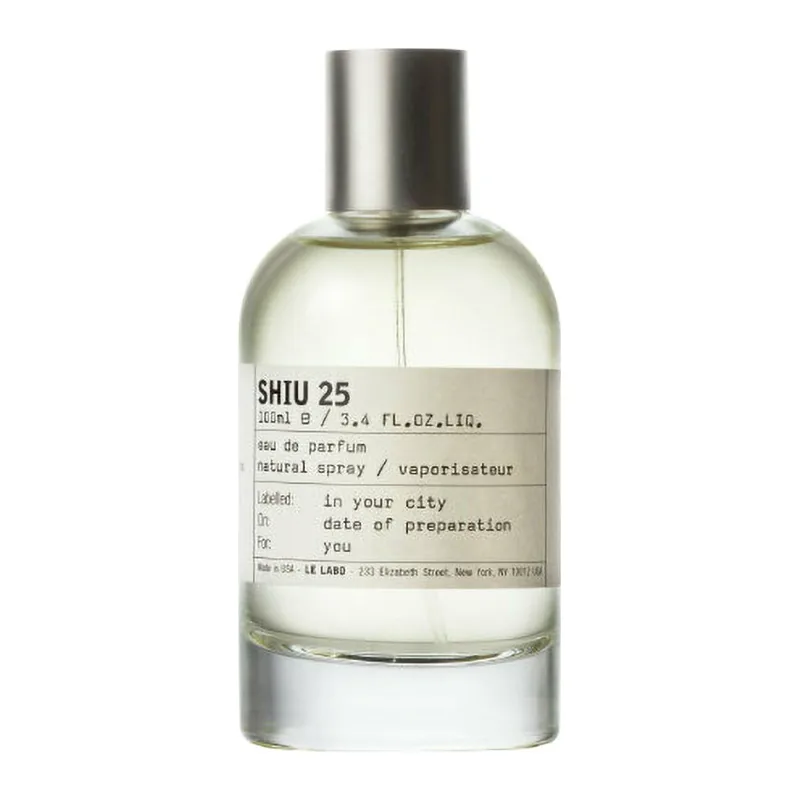 SHIU 25
100ml ℮ / 3.4 FL.OZ.LIQ.
eau de parfum
natural spray / vaporisateur
Labelled: in your city
On: date of preparation
For: you
Made in USA - LE LABO - 233 Elizabeth Street, New York, NY 10012 USA